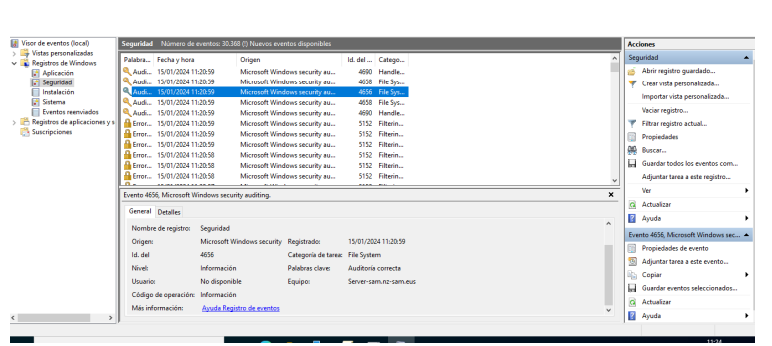 Visor de eventos (local)
Vistas personalizadas
Registros de Windows
Aplicación
Seguridad
Instalación
Sistema
Eventos reenviados
Registros de aplicaciones y s
Suscripciones
Seguridad Número de eventos: 30.368 (!) Nuevos eventos disponibles
Palabra... Fecha y hora Origen Id. del ... Catego...
Audi... 15/01/2024 11:20:59 Microsoft Windows security au... 4690 Handle...
Audi... 15/01/2024 11:20:59 Microsoft Windows security au... 4658 File Sys...
Audi... 15/01/2024 11:20:59 Microsoft Windows security au... 4656 File Sys...
Audi... 15/01/2024 11:20:59 Microsoft Windows security au... 4658 File Sys...
Audi... 15/01/2024 11:20:59 Microsoft Windows security au... 4690 Handle...
Error... 15/01/2024 11:20:59 Microsoft Windows security au... 5152 Filterin...
Error... 15/01/2024 11:20:59 Microsoft Windows security au... 5152 Filterin...
Error... 15/01/2024 11:20:59 Microsoft Windows security au... 5152 Filterin...
Error... 15/01/2024 11:20:58 Microsoft Windows security au... 5152 Filterin...
Error... 15/01/2024 11:20:58 Microsoft Windows security au... 5152 Filterin...
Error... 15/01/2024 11:20:58 Microsoft Windows security au... 5152 Filterin...
Evento 4656, Microsoft Windows security auditing.
General Detalles
Nombre de registro: Seguridad
Origen: Microsoft Windows security Registrado: 15/01/2024 11:20:59
Id. del 4656 Categoría de tarea: File System
Nivel: Información Palabras clave: Auditoría correcta
Usuario: No disponible Equipo: Server-sam.nz-sam.eus
Código de operación: Información
Más información: Ayuda Registro de eventos
Acciones
Seguridad
Abrir registro guardado...
Crear vista personalizada...
Importar vista personalizada...
Vaciar registro...
Filtrar registro actual...
Propiedades
Buscar...
Guardar todos los eventos com...
Adjuntar tarea a este registro...
Ver
Actualizar
Ayuda
Evento 4656, Microsoft Windows sec...
Propiedades de evento
Adjuntar tarea a este evento...
Copiar
Guardar eventos seleccionados...
Actualizar
Ayuda